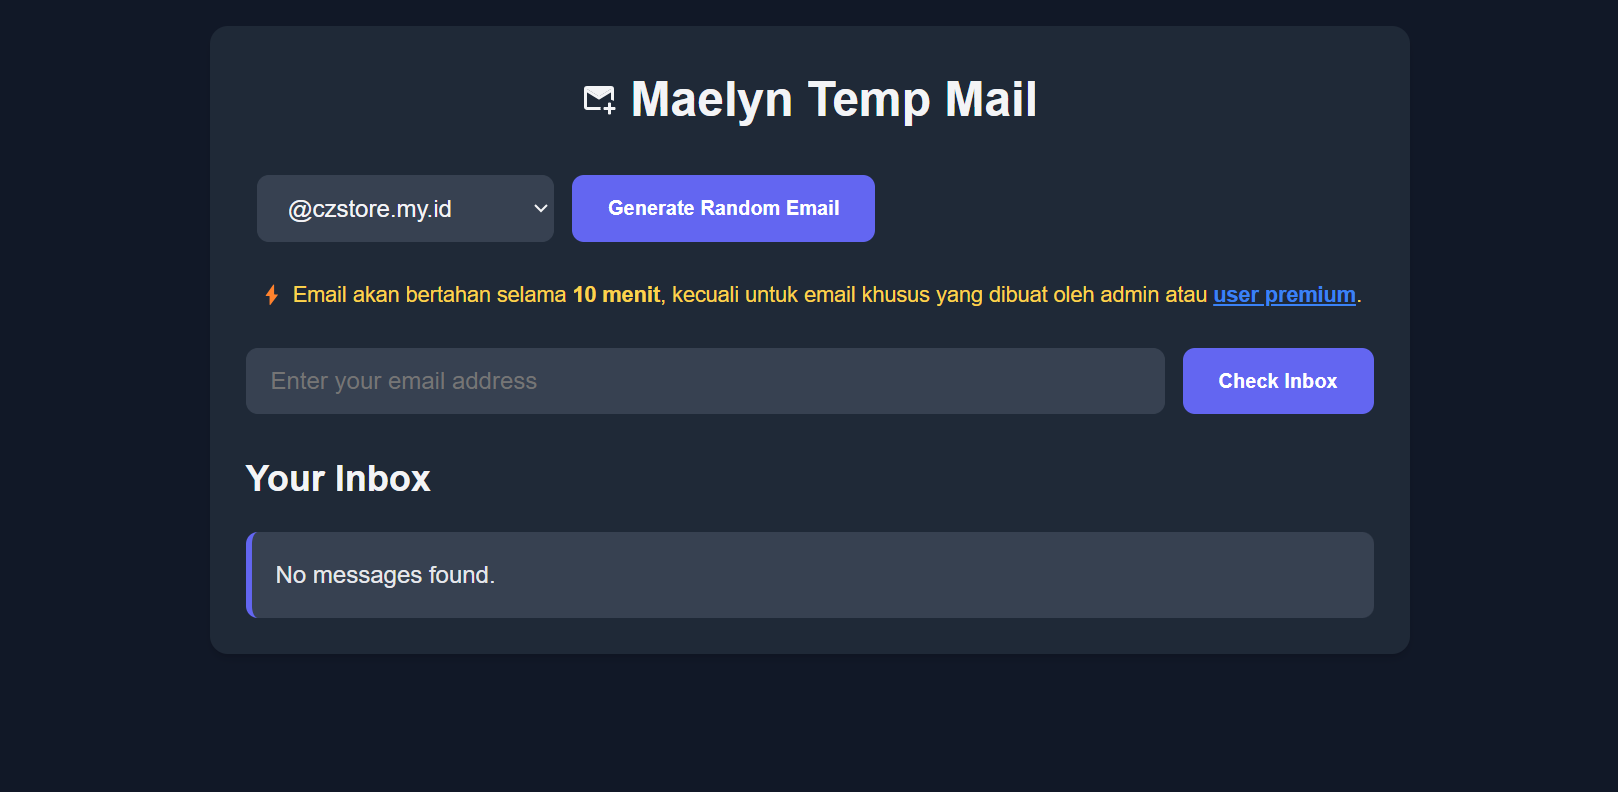 Maelyn Temp Mail
@czstore.my.id
Generate Random Email
Email akan bertahan selama 10 menit, kecuali untuk email khusus yang dibuat oleh admin atau user premium.
Enter your email address
Check Inbox
Your Inbox
No messages found.